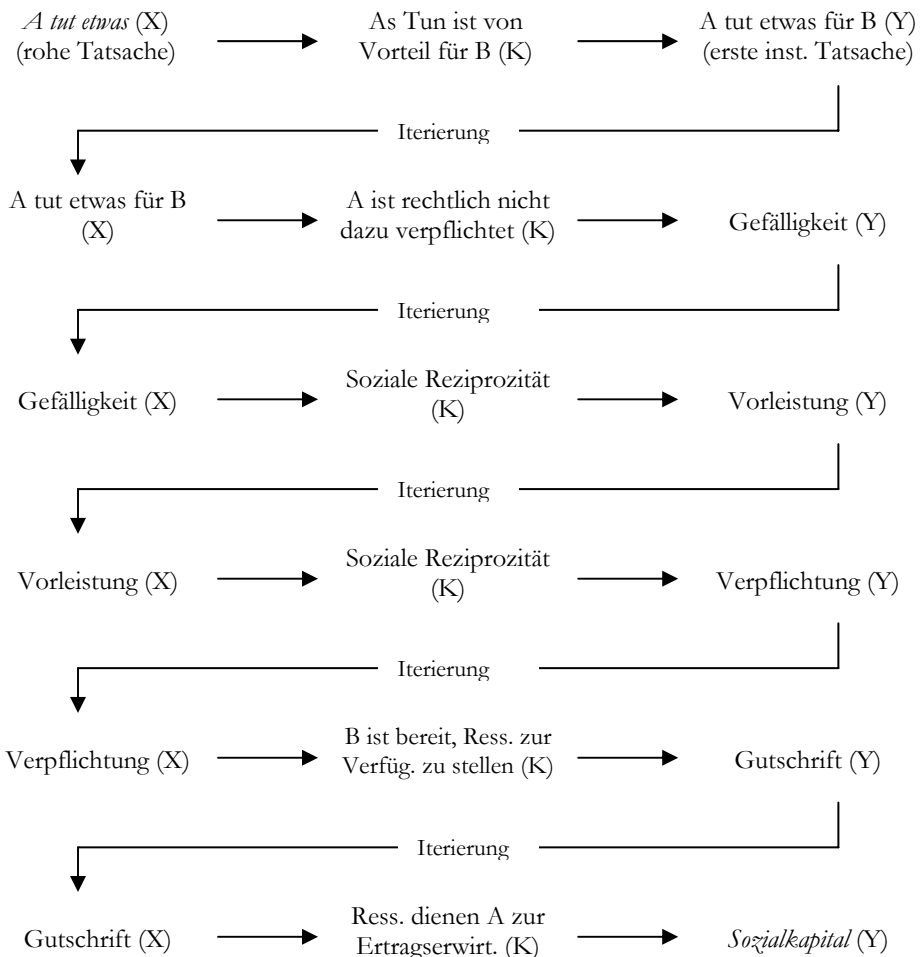 A tut etwas (X)
(rohe Tatsache)
As Tun ist von
Vorteil für B (K)
A tut etwas für B (Y)
(erste inst. Tatsache)
Iterierung
A tut etwas für B
(X)
A ist rechtlich nicht
dazu verpflichtet (K)
Gefälligkeit (Y)
Iterierung
Gefälligkeit (X)
Soziale Reziprozität
(K)
Vorleistung (Y)
Iterierung
Vorleistung (X)
Soziale Reziprozität
(K)
Verpflichtung (Y)
Iterierung
Verpflichtung (X)
B ist bereit, Ress. zur
Verfüg. zu stellen (K)
Gutschrift (Y)
Iterierung
Gutschrift (X)
Ress. dienen A zur
Ertragserwirt. (K)
Sozialkapital (Y)